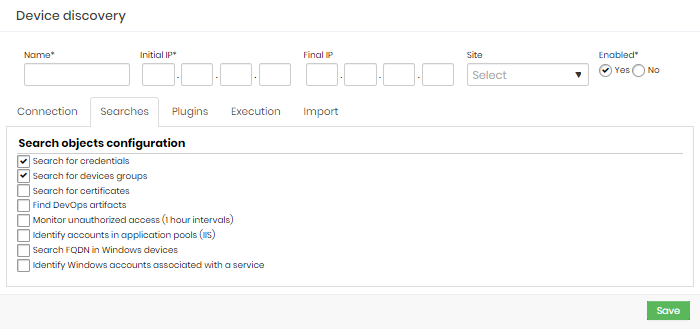 Device discovery
Name* Initial IP* Final IP Site Enabled*
. . . . . . Select Yes No
Connection Searches Plugins Execution Import
Search objects configuration
Search for credentials
Search for devices groups
Search for certificates
Find DevOps artifacts
Monitor unauthorized access (1 hour intervals)
Identify accounts in application pools (IIS)
Search FQDN in Windows devices
Identify Windows accounts associated with a service
Save